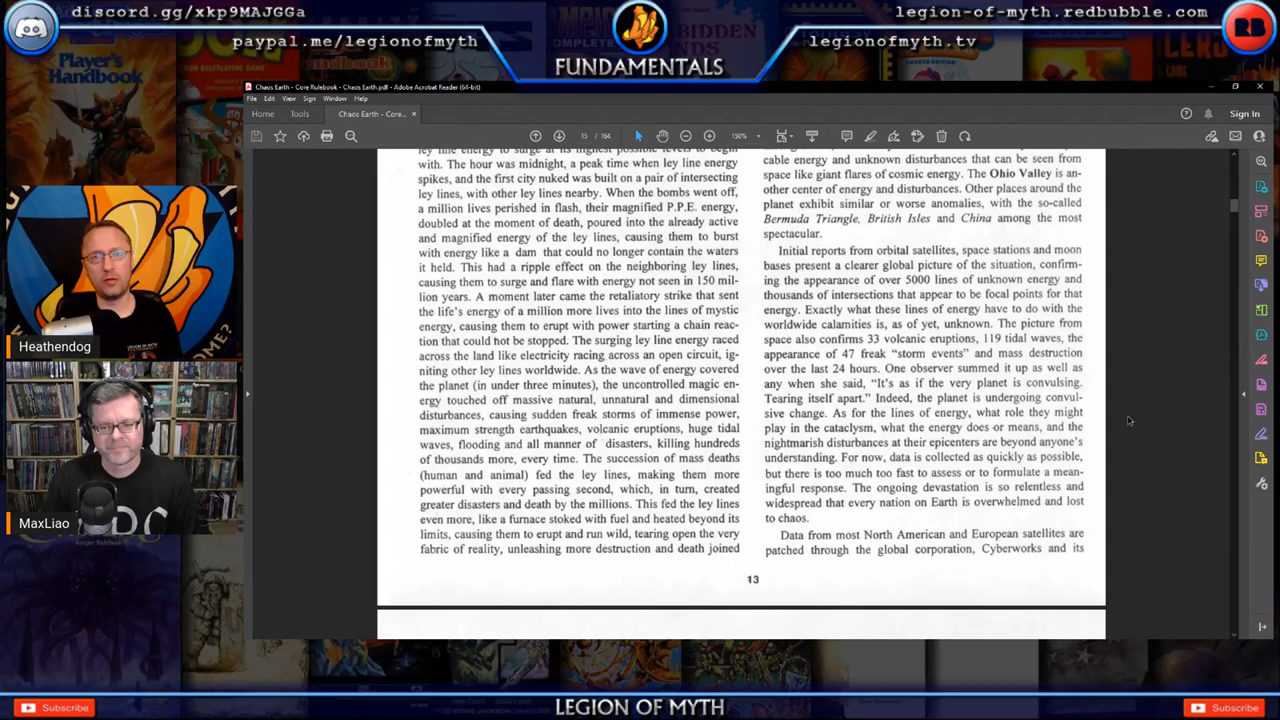 discord.gg/xkp9MAJGGa
legion-of-myth.redbubble.com
paypal.me/legionofmyth
legionofmyth.tv
FUNDAMENTALS
Player's
Handbook
Chaos Earth - Core Rulebook - Chaos Earth.pdf - Adobe Acrobat Reader (64-bit)
File Edit View Sign Window Help
Home Tools Chaos Earth - Core... ×
Sign In
15 / 164
150%
ley line energy to surge at its highest possible levels to begin
with. The hour was midnight, a peak time when ley line energy
spikes, and the first city nuked was built on a pair of intersecting
ley lines, with other ley lines nearby. When the bombs went off,
a million lives perished in flash, their magnified P.P.E. energy,
doubled at the moment of death, poured into the already active
and magnified energy of the ley lines, causing them to burst
with energy like a dam that could no longer contain the waters
it held. This had a ripple effect on the neighboring ley lines,
causing them to surge and flare with energy not seen in 150 mil-
lion years. A moment later came the retaliatory strike that sent
the life's energy of a million more lives into the lines of mystic
energy, causing them to erupt with power starting a chain reac-
tion that could not be stopped. The surging ley line energy raced
across the land like electricity racing across an open circuit, ig-
niting other ley lines worldwide. As the wave of energy covered
the planet (in under three minutes), the uncontrolled magic en-
ergy touched off massive natural, unnatural and dimensional
disturbances, causing sudden freak storms of immense power,
maximum strength earthquakes, volcanic eruptions, huge tidal
waves, flooding and all manner of disasters, killing hundreds
of thousands more, every time. The succession of mass deaths
(human and animal) fed the ley lines, making them more
powerful with every passing second, which, in turn, created
greater disasters and death by the millions. This fed the ley lines
even more, like a furnace stoked with fuel and heated beyond its
limits, causing them to erupt and run wild, tearing open the very
fabric of reality, unleashing more destruction and death joined
cable energy and unknown disturbances that can be seen from
space like giant flares of cosmic energy. The Ohio Valley is an-
other center of energy and disturbances. Other places around the
planet exhibit similar or worse anomalies, with the so-called
Bermuda Triangle, British Isles and China among the most
spectacular.
Initial reports from orbital satellites, space stations and moon
bases present a clearer global picture of the situation, confirm-
ing the appearance of over 5000 lines of unknown energy and
thousands of intersections that appear to be focal points for that
energy. Exactly what these lines of energy have to do with the
worldwide calamities is, as of yet, unknown. The picture from
space also confirms 33 volcanic eruptions, 119 tidal waves, the
appearance of 47 freak “storm events” and mass destruction
over the last 24 hours. One observer summed it up as well as
any when she said, “It's as if the very planet is convulsing.
Tearing itself apart.” Indeed, the planet is undergoing convul-
sive change. As for the lines of energy, what role they might
play in the cataclysm, what the energy does or means, and the
nightmarish disturbances at their epicenters are beyond anyone's
understanding. For now, data is collected as quickly as possible,
but there is too much too fast to assess or to formulate a mean-
ingful response. The ongoing devastation is so relentless and
widespread that every nation on Earth is overwhelmed and lost
to chaos.
Data from most North American and European satellites are
patched through the global corporation, Cyberworks and its
13
Heathendog
MaxLiao
Subscribe
LEGION OF MYTH
Subscribe